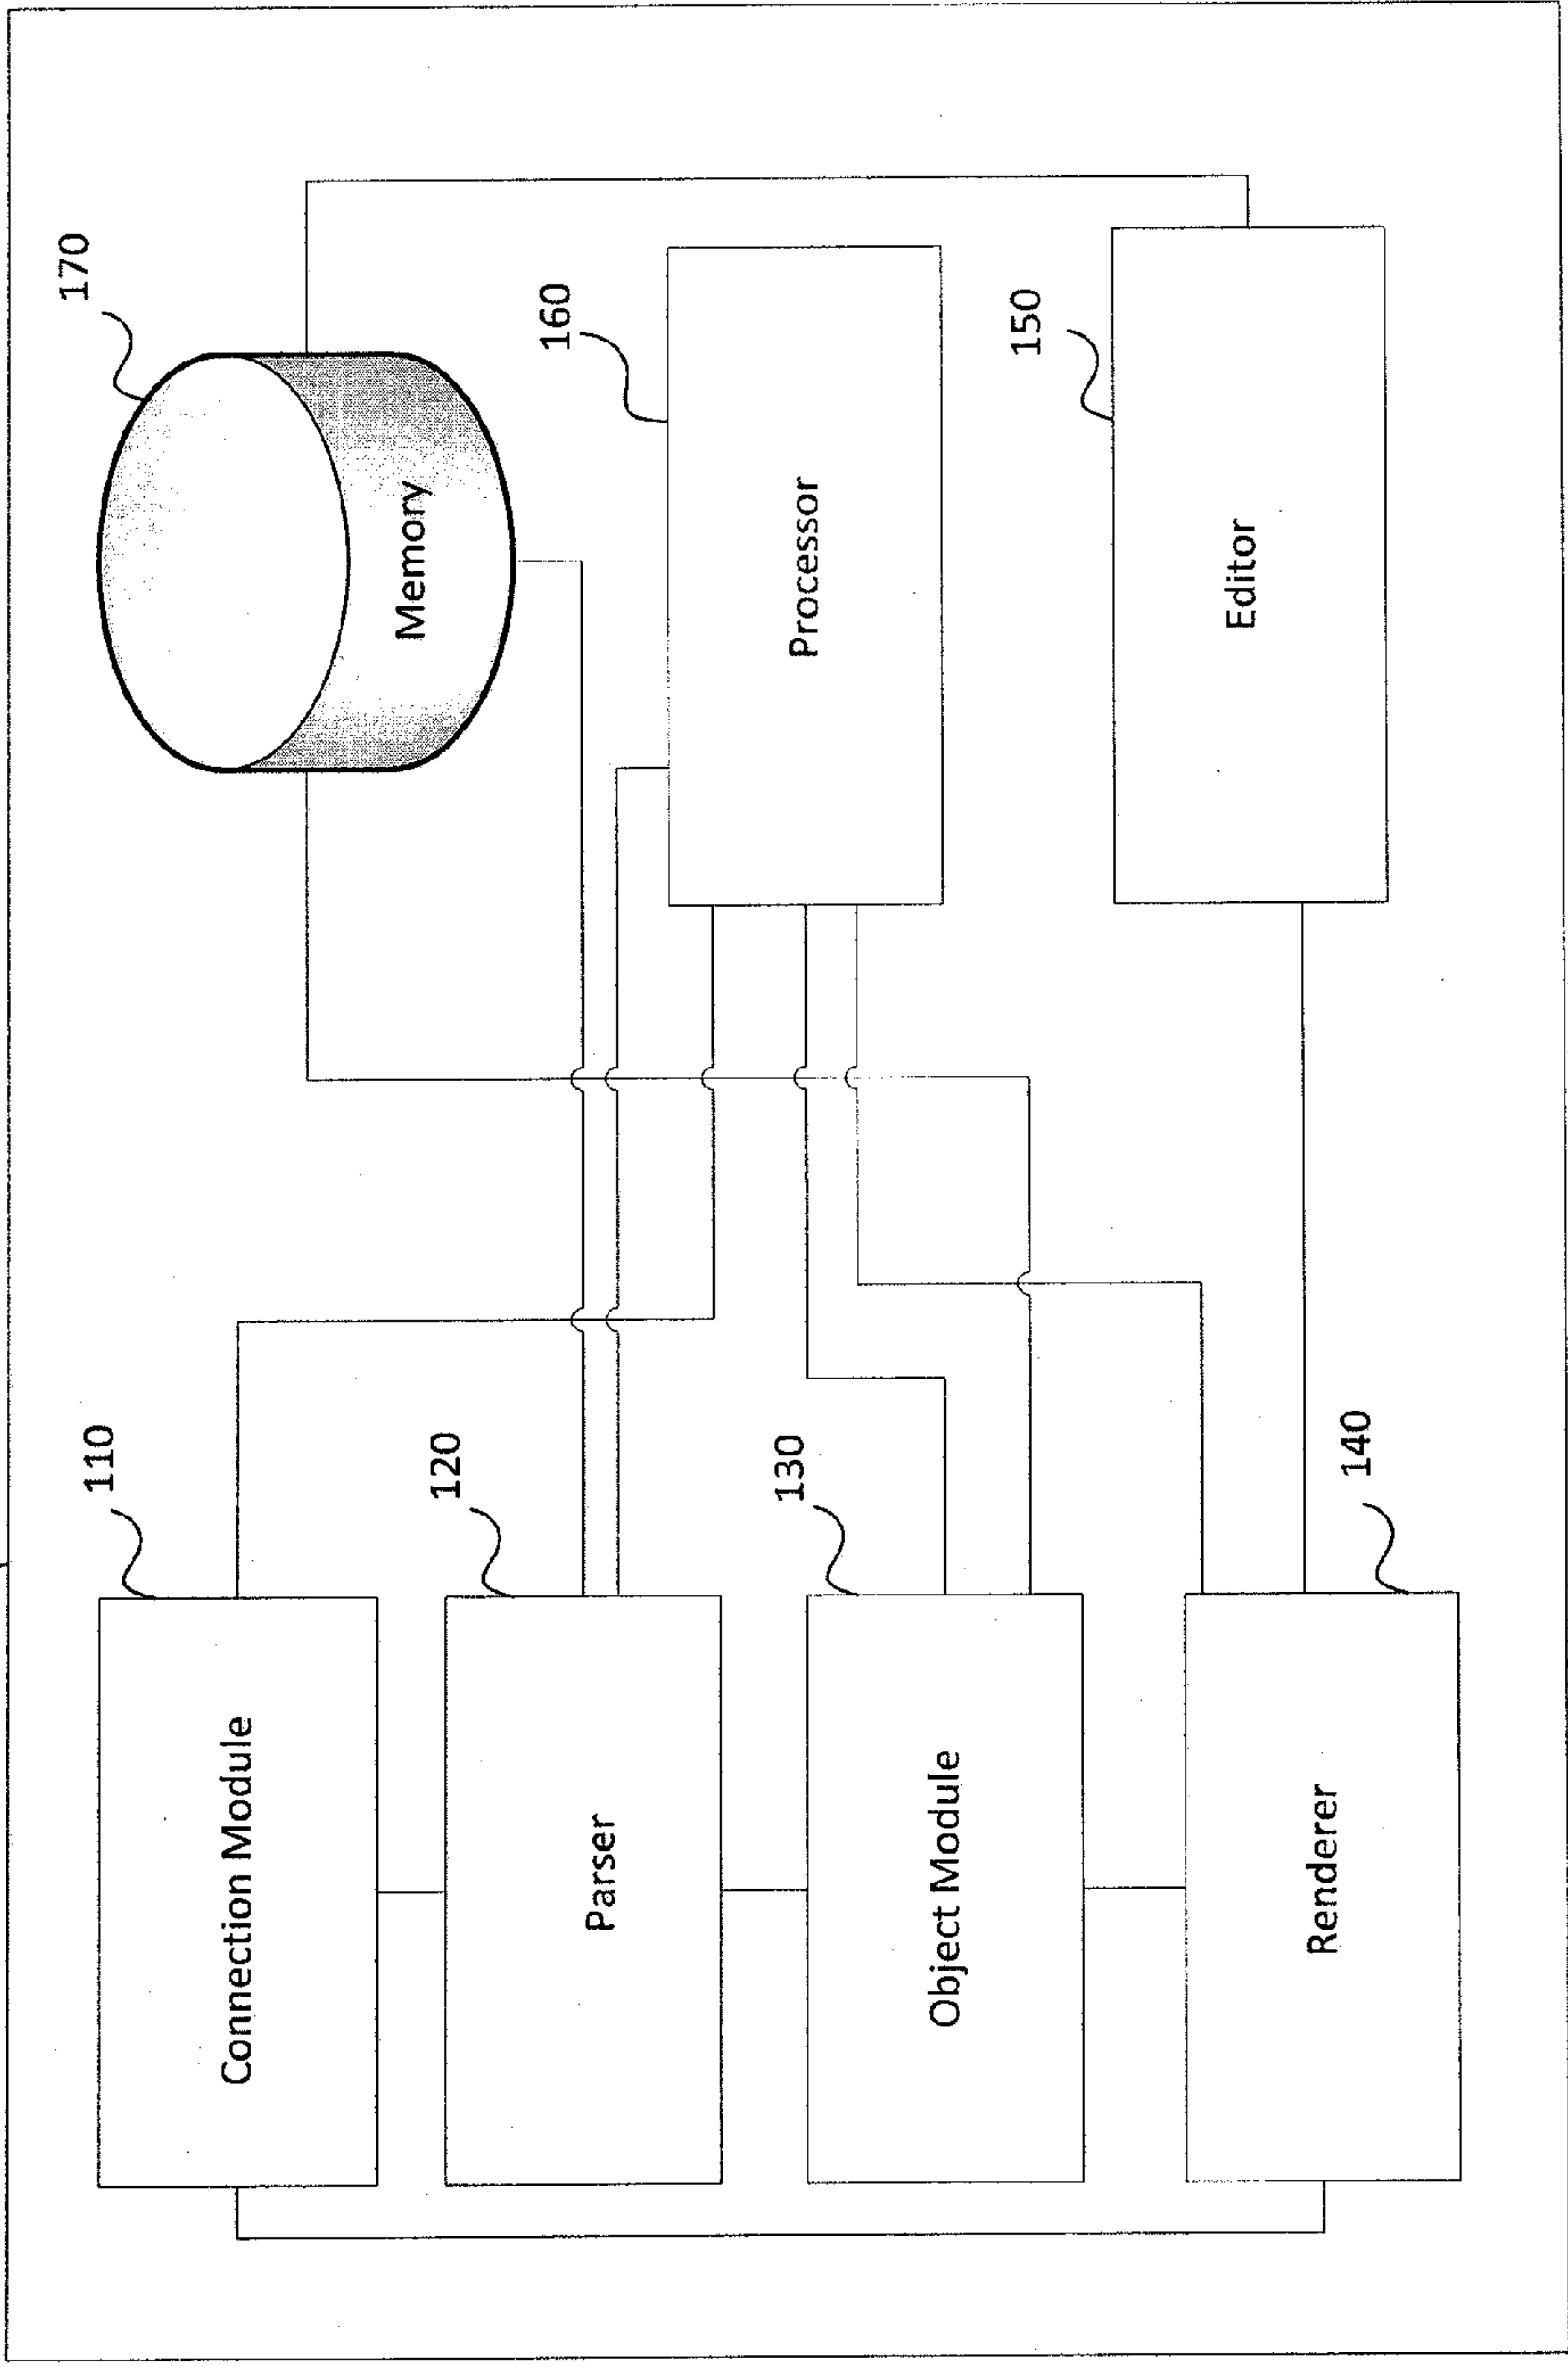 110
Connection Module
120
Parser
130
Object Module
140
Renderer
170
Memory
160
Processor
150
Editor